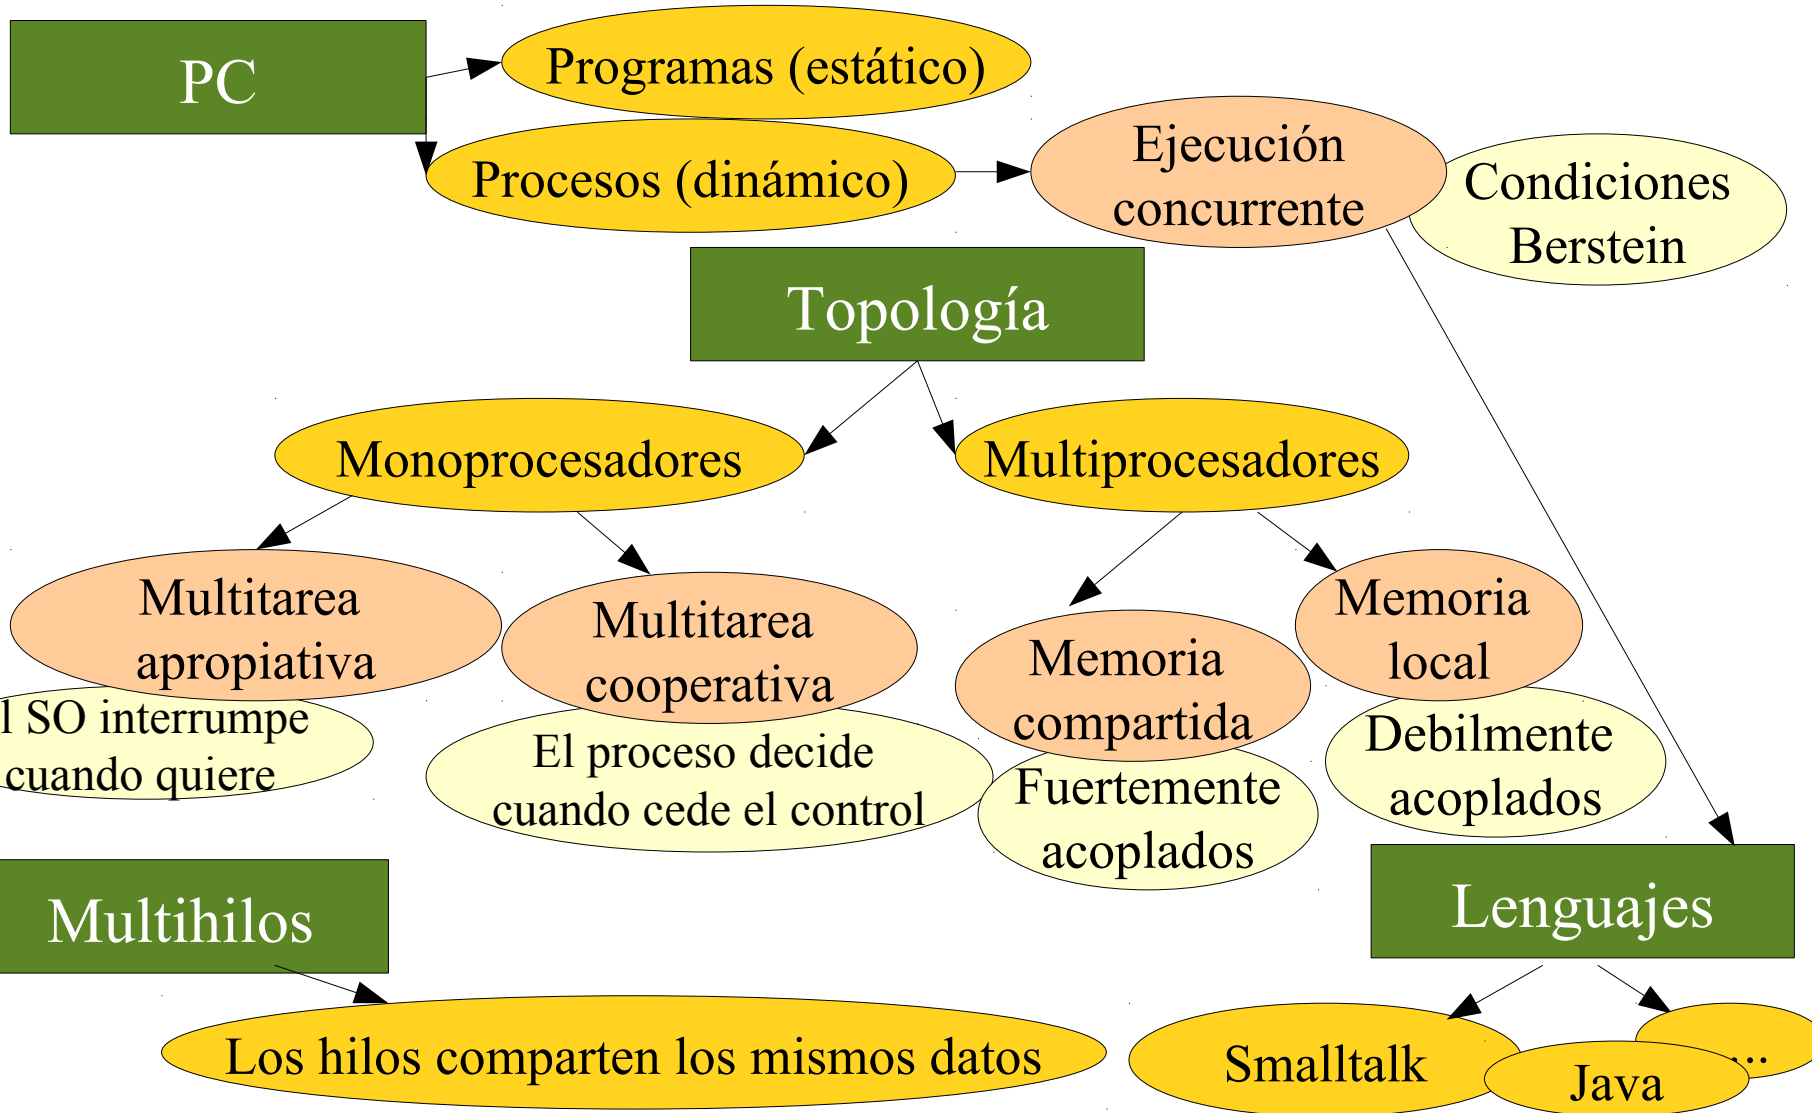 PC
Programas (estático)
Procesos (dinámico)
Ejecución
concurrente
Condiciones
Berstein
Topología
Monoprocesadores
Multiprocesadores
Multitarea
apropiativa
l SO interrumpe
cuando quiere
Multitarea
cooperativa
El proceso decide
cuando cede el control
Memoria
compartida
Fuertemente
acoplados
Memoria
local
Debilmente
acoplados
Multihilos
Los hilos comparten los mismos datos
Lenguajes
Smalltalk
Java
...